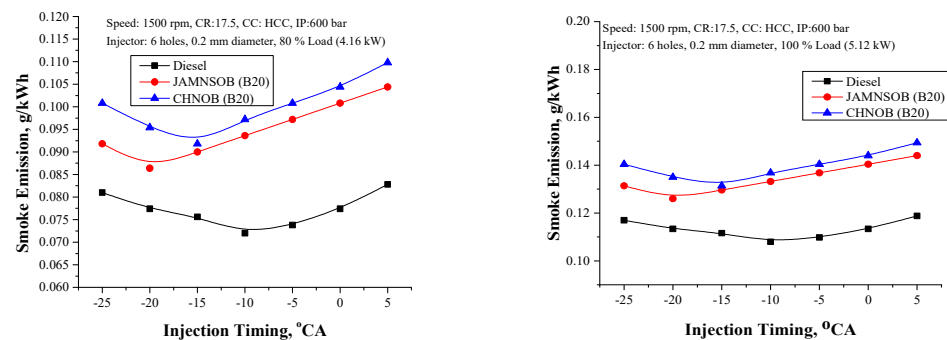 Speed: 1500 rpm, CR:17.5, CC: HCC, IP:600 bar
Injector: 6 holes, 0.2 mm diameter, 80 % Load (4.16 kW)
Diesel
JAMNSOB (B20)
CHNOB (B20)
Smoke Emission, g/kWh
0.120
0.115
0.110
0.105
0.100
0.095
0.090
0.085
0.080
0.075
0.070
0.065
0.060
-25 -20 -15 -10 -5 0 5
Injection Timing, °CA
Speed: 1500 rpm, CR:17.5, CC: HCC, IP:600 bar
Injector: 6 holes, 0.2 mm diameter, 100 % Load (5.12 kW)
Diesel
JAMNSOB (B20)
CHNOB (B20)
Smoke Emission, g/kWh
0.20
0.18
0.16
0.14
0.12
0.10
-25 -20 -15 -10 -5 0 5
Injection Timing, ᴼCA